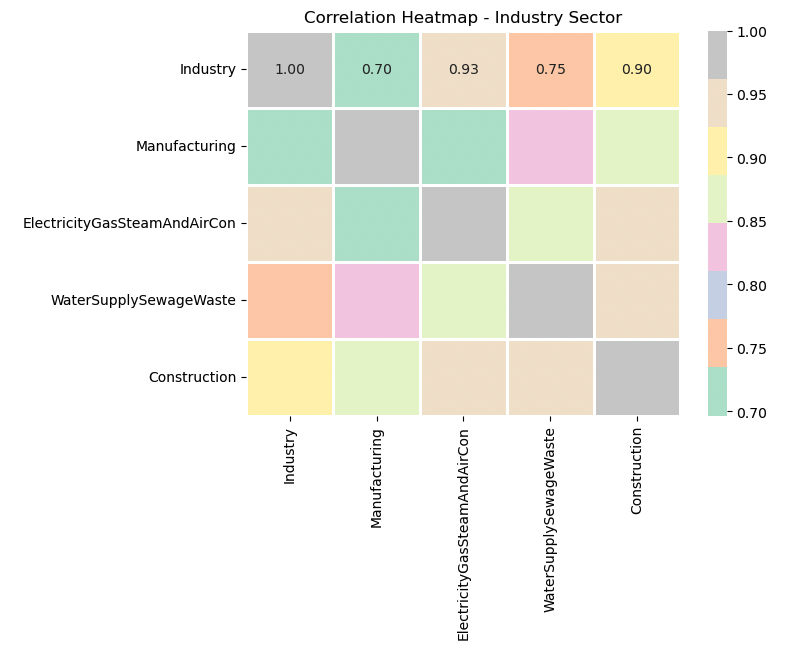 Correlation Heatmap - Industry Sector
Industry
1.00
0.70
0.93
0.75
0.90
Manufacturing
ElectricityGasSteamAndAirCon
WaterSupplySewageWaste
Construction
Industry
Manufacturing
ElectricityGasSteamAndAirCon
WaterSupplySewageWaste
Construction
1.00
0.95
0.90
0.85
0.80
0.75
0.70